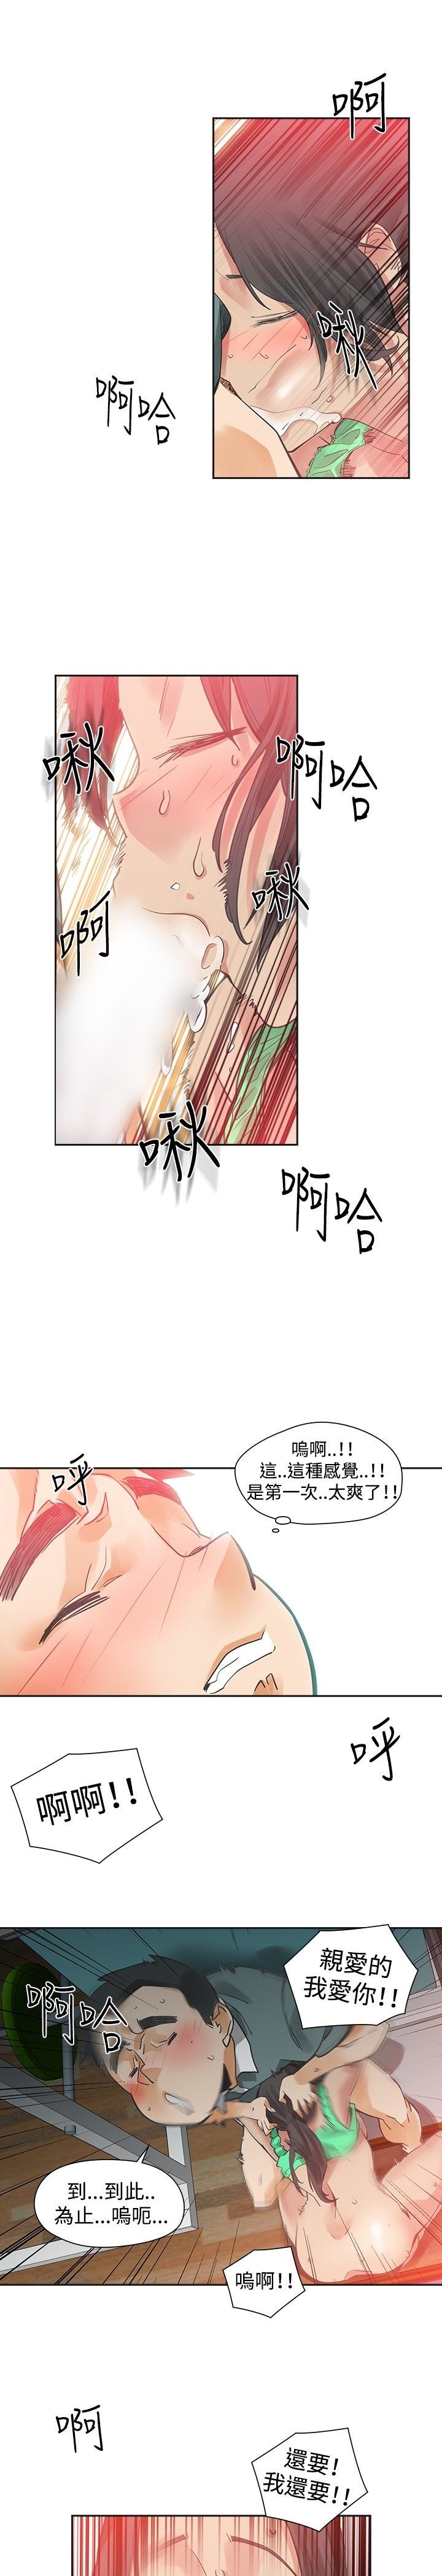 啊
啾
啊哈
啾
啊哈
啾
啊
啾
啊哈
嗚啊..!!
這..這種感覺..!!
是第一次..太爽了!!
呼
呼
啊啊!!
親愛的
我愛你!!
啊哈
到...到此..
為止...嗚呃...
嗚啊!!
啊
還要!
我還要!!